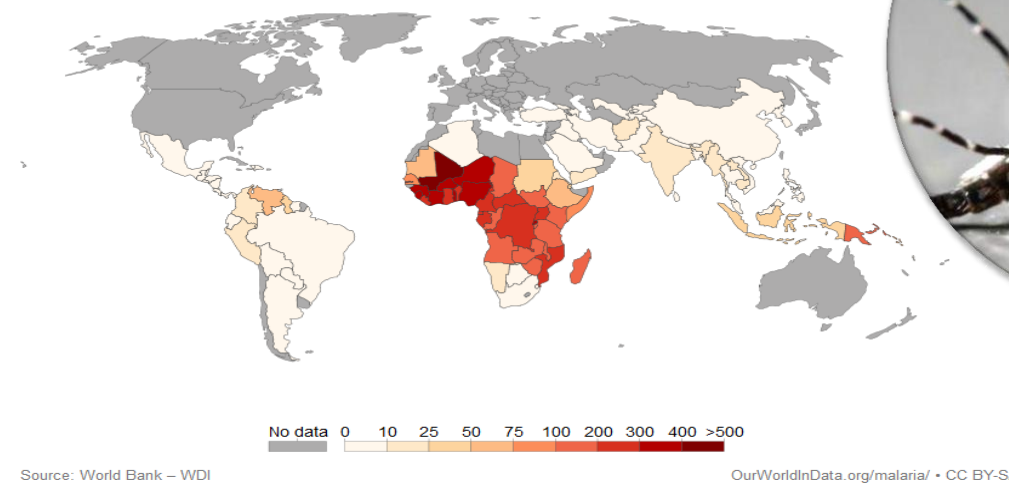 No data 0 10 25 50 75 100 200 300 400 >500
Source: World Bank – WDI
OurWorldInData.org/malaria/ • CC BY-S